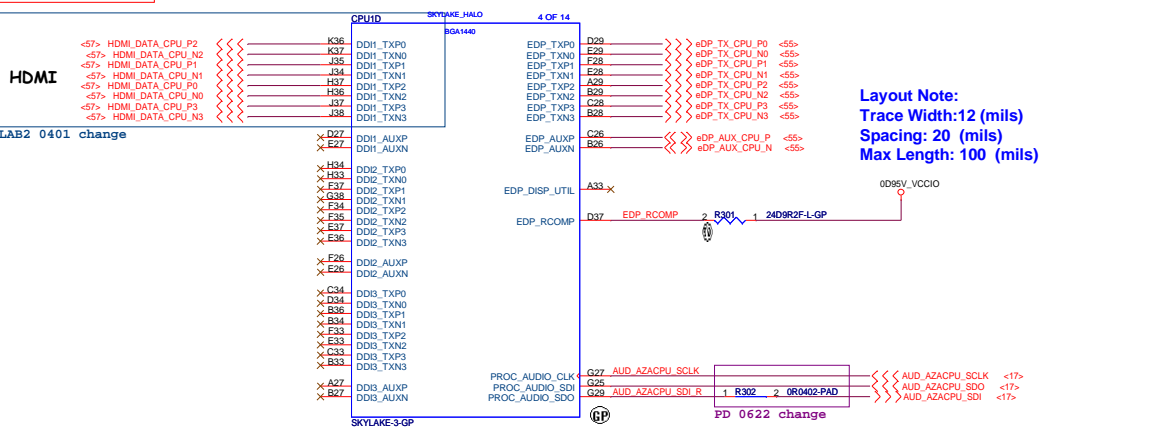 CPU1D SKYLAKE_HALO 4 OF 14
BGA1440
HDMI
<57> HDMI_DATA_CPU_P2 K36 DDI1_TXP0
<57> HDMI_DATA_CPU_N2 K37 DDI1_TXN0
<57> HDMI_DATA_CPU_P1 J35 DDI1_TXP1
<57> HDMI_DATA_CPU_N1 J34 DDI1_TXN1
<57> HDMI_DATA_CPU_P0 H37 DDI1_TXP2
<57> HDMI_DATA_CPU_N0 H36 DDI1_TXN2
<57> HDMI_DATA_CPU_P3 J37 DDI1_TXP3
<57> HDMI_DATA_CPU_N3 J38 DDI1_TXN3
LAB2 0401 change
D27 DDI1_AUXP
E27 DDI1_AUXN
H34 DDI2_TXP0
H33 DDI2_TXN0
F37 DDI2_TXP1
G38 DDI2_TXN1
F34 DDI2_TXP2
F35 DDI2_TXN2
E37 DDI2_TXP3
E36 DDI2_TXN3
F26 DDI2_AUXP
E26 DDI2_AUXN
C34 DDI3_TXP0
D34 DDI3_TXN0
B36 DDI3_TXP1
B34 DDI3_TXN1
F33 DDI3_TXP2
E33 DDI3_TXN2
C33 DDI3_TXP3
B33 DDI3_TXN3
A27 DDI3_AUXP
B27 DDI3_AUXN
SKYLAKE-3-GP
EDP_TXP0 D29 eDP_TX_CPU_P0 <55>
EDP_TXN0 E29 eDP_TX_CPU_N0 <55>
EDP_TXP1 F28 eDP_TX_CPU_P1 <55>
EDP_TXN1 E28 eDP_TX_CPU_N1 <55>
EDP_TXP2 A29 eDP_TX_CPU_P2 <55>
EDP_TXN2 B29 eDP_TX_CPU_N2 <55>
EDP_TXP3 C28 eDP_TX_CPU_P3 <55>
EDP_TXN3 B28 eDP_TX_CPU_N3 <55>
EDP_AUXP C26 eDP_AUX_CPU_P <55>
EDP_AUXN B26 eDP_AUX_CPU_N <55>
EDP_DISP_UTIL A33
EDP_RCOMP D37 EDP_RCOMP 2 R301 1 24D9R2F-L-GP
0D95V_VCCIO
Layout Note:
Trace Width:12 (mils)
Spacing: 20 (mils)
Max Length: 100 (mils)
PROC_AUDIO_CLK G27 AUD_AZACPU_SCLK AUD_AZACPU_SCLK <17>
PROC_AUDIO_SDI G25 AUD_AZACPU_SDO <17>
PROC_AUDIO_SDO G29 AUD_AZACPU_SDI_R 1 R302 2 0R0402-PAD AUD_AZACPU_SDI <17>
GP
PD 0622 change